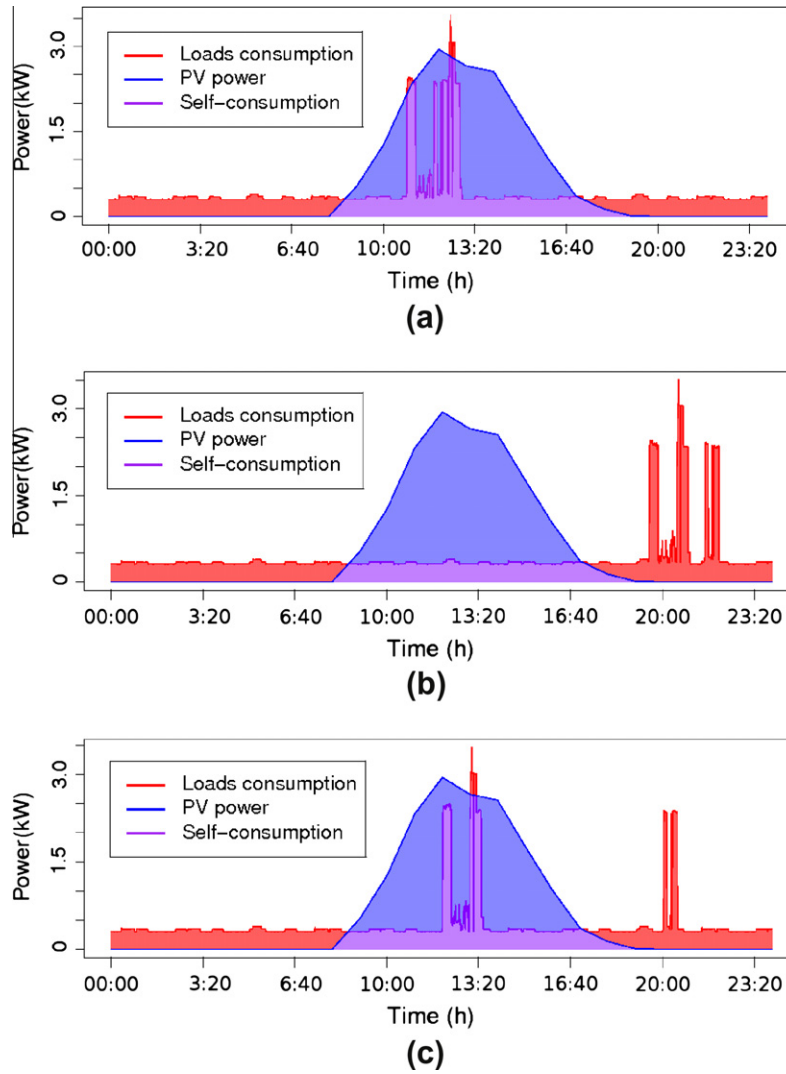 Loads consumption
PV power
Self-consumption
Power(kW)
3.0
1.5
0
00:00 3:20 6:40 10:00 13:20 16:40 20:00 23:20
Time (h)
(a)
Loads consumption
PV power
Self-consumption
Power(kW)
3.0
1.5
0
00:00 3:20 6:40 10:00 13:20 16:40 20:00 23:20
Time (h)
(b)
Loads consumption
PV power
Self-consumption
Power(kW)
3.0
1.5
0
00:00 3:20 6:40 10:00 13:20 16:40 20:00 23:20
Time (h)
(c)